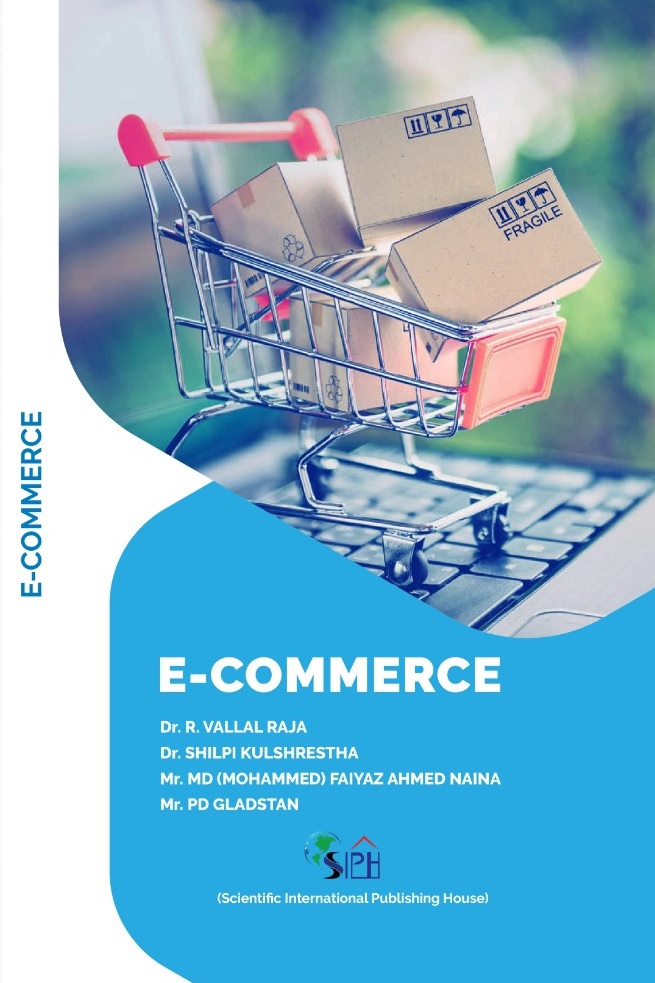 FRAGILE
E-COMMERCE
E-COMMERCE
Dr. R. VALLAL RAJA
Dr. SHILPI KULSHRESTHA
Mr. MD (MOHAMMED) FAIYAZ AHMED NAINA
Mr. PD GLADSTAN
SIPH
(Scientific International Publishing House)